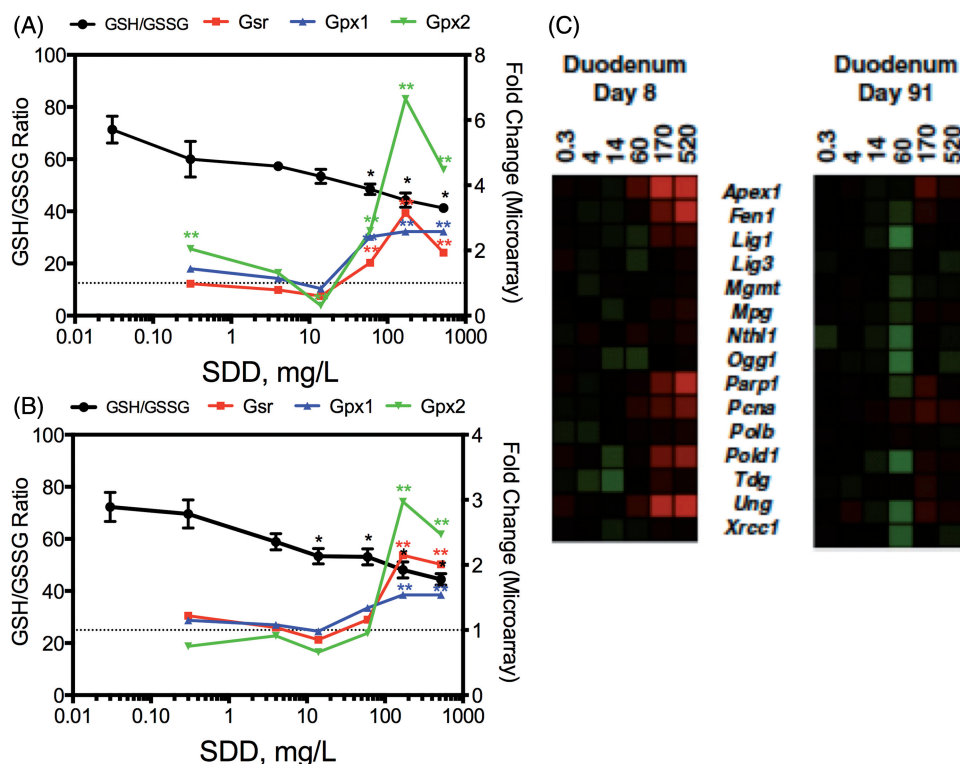 (A)
GSH/GSSG Gsr Gpx1 Gpx2
100
80
60
40
20
0
GSH/GSSG Ratio
8
6
4
2
0
Fold Change (Microarray)
**
*
*
*
**
**
**
**
**
**
**
**
**
0.01 0.10 1 10 100 1000
SDD, mg/L
(B)
GSH/GSSG Gsr Gpx1 Gpx2
100
80
60
40
20
0
GSH/GSSG Ratio
4
3
2
1
0
Fold Change (Microarray)
*
*
*
*
**
**
**
**
**
**
0.01 0.10 1 10 100 1000
SDD, mg/L
(C)
Duodenum
Day 8
Duodenum
Day 91
0.3 4 14 60 170 520
0.3 4 14 60 170 520
Apex1
Fen1
Lig1
Lig3
Mgmt
Mpg
Nthl1
Ogg1
Parp1
Pcna
Polb
Pold1
Tdg
Ung
Xrcc1